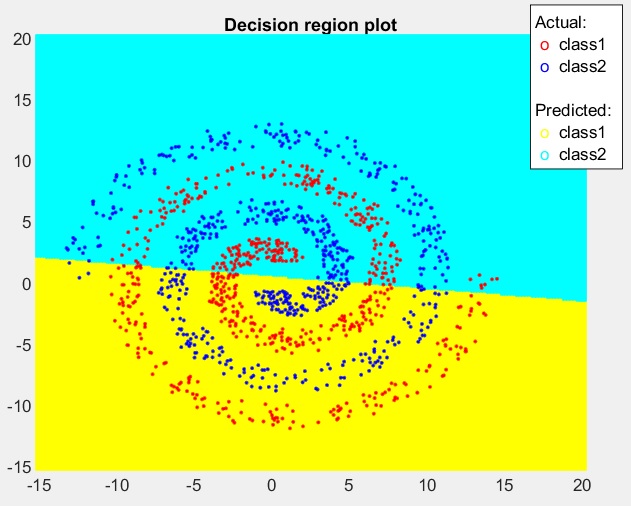 Decision region plot
Actual:
o class1
o class2
Predicted:
o class1
o class2
20
15
10
5
0
-5
-10
-15
-15 -10 -5 0 5 10 15 20